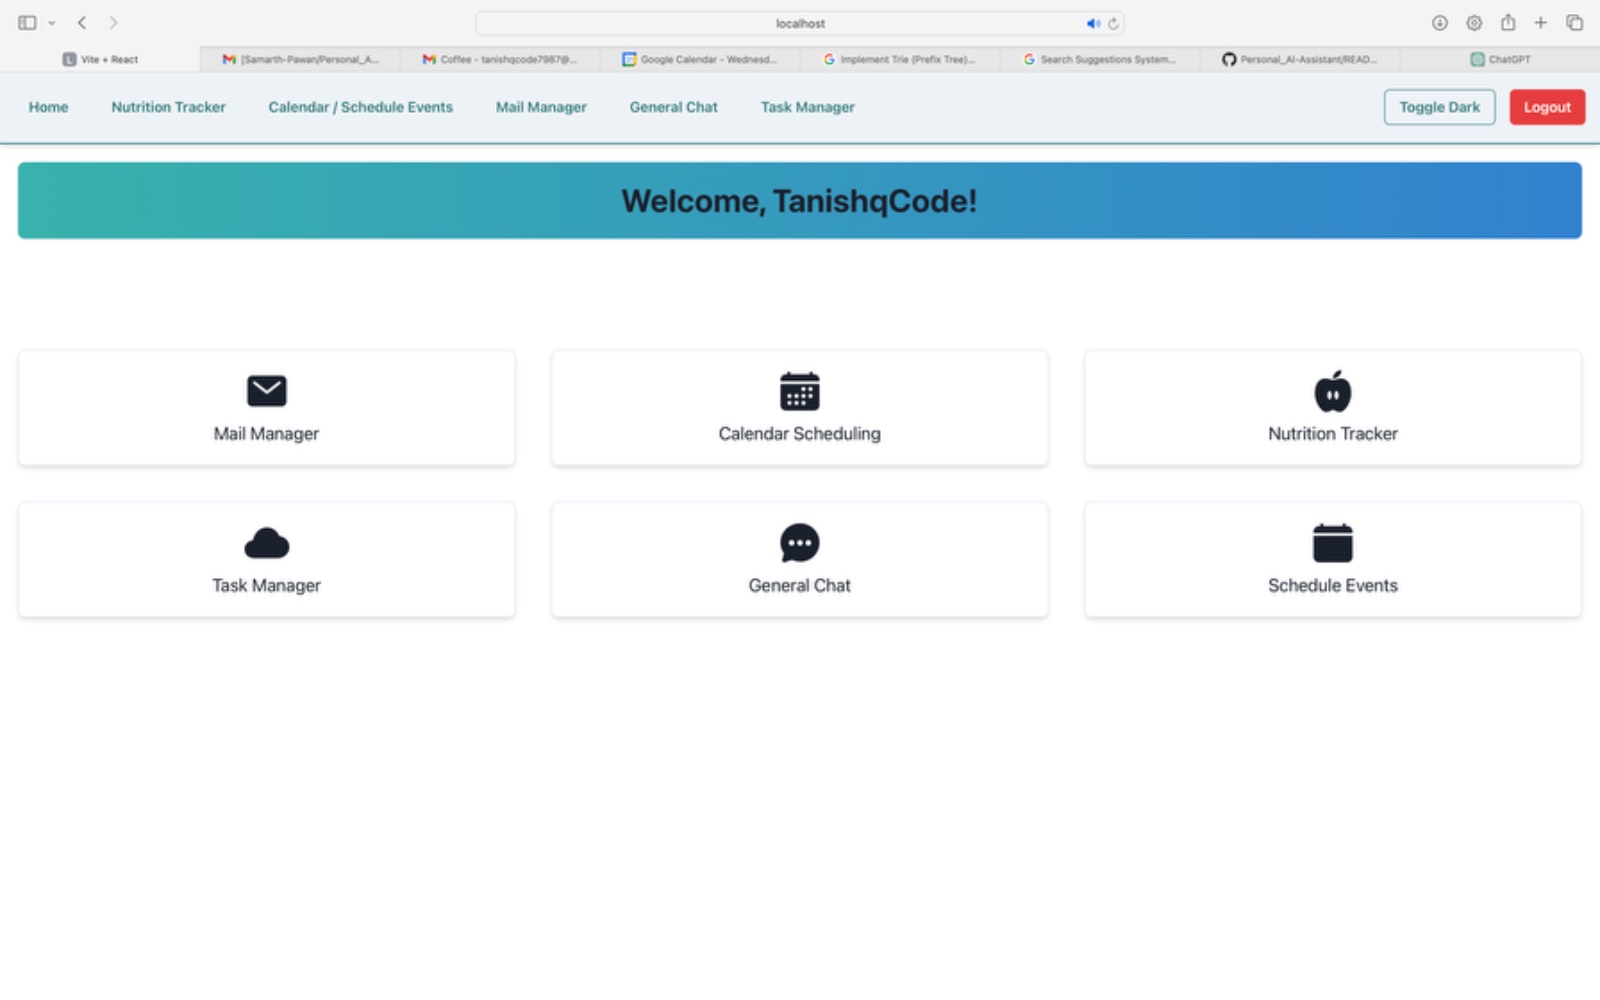 localhost
Vite + React
[Samarth-Pawan/Personal_A...
Coffee - tanishqcode7987@...
Google Calendar - Wednesd...
Implement Trie (Prefix Tree)...
Search Suggestions System...
Personal_AI-Assistant/READ...
ChatGPT
Home
Nutrition Tracker
Calendar / Schedule Events
Mail Manager
General Chat
Task Manager
Toggle Dark
Logout
Welcome, TanishqCode!
Mail Manager
Calendar Scheduling
Nutrition Tracker
Task Manager
General Chat
Schedule Events